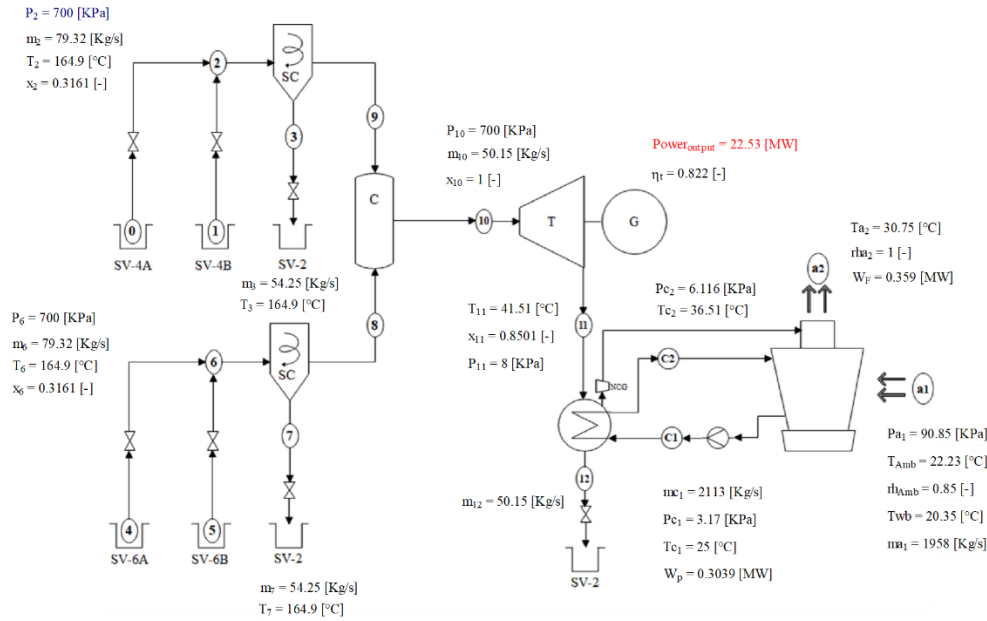 P2 = 700 [KPa]
m2 = 79.32 [Kg/s]
T2 = 164.9 [°C]
x2 = 0.3161 [-]
2
SC
9
3
0
1
SV-4A
SV-4B
SV-2
m3 = 54.25 [Kg/s]
T3 = 164.9 [°C]
C
8
P6 = 700 [KPa]
m6 = 79.32 [Kg/s]
T6 = 164.9 [°C]
x6 = 0.3161 [-]
6
SC
7
4
5
SV-6A
SV-6B
SV-2
m7 = 54.25 [Kg/s]
T7 = 164.9 [°C]
P10 = 700 [KPa]
m10 = 50.15 [Kg/s]
x10 = 1 [-]
10
T
G
Poweroutput = 22.53 [MW]
ηt = 0.822 [-]
T11 = 41.51 [°C]
x11 = 0.8501 [-]
P11 = 8 [KPa]
11
NCG
Pc2 = 6.116 [KPa]
Tc2 = 36.51 [°C]
C2
C1
12
m12 = 50.15 [Kg/s]
SV-2
mc1 = 2113 [Kg/s]
Pc1 = 3.17 [KPa]
Tc1 = 25 [°C]
Wp = 0.3039 [MW]
Ta2 = 30.75 [°C]
rha2 = 1 [-]
WF = 0.359 [MW]
a2
a1
Pa1 = 90.85 [KPa]
TAmb = 22.23 [°C]
rhAmb = 0.85 [-]
Twb = 20.35 [°C]
ma1 = 1958 [Kg/s]